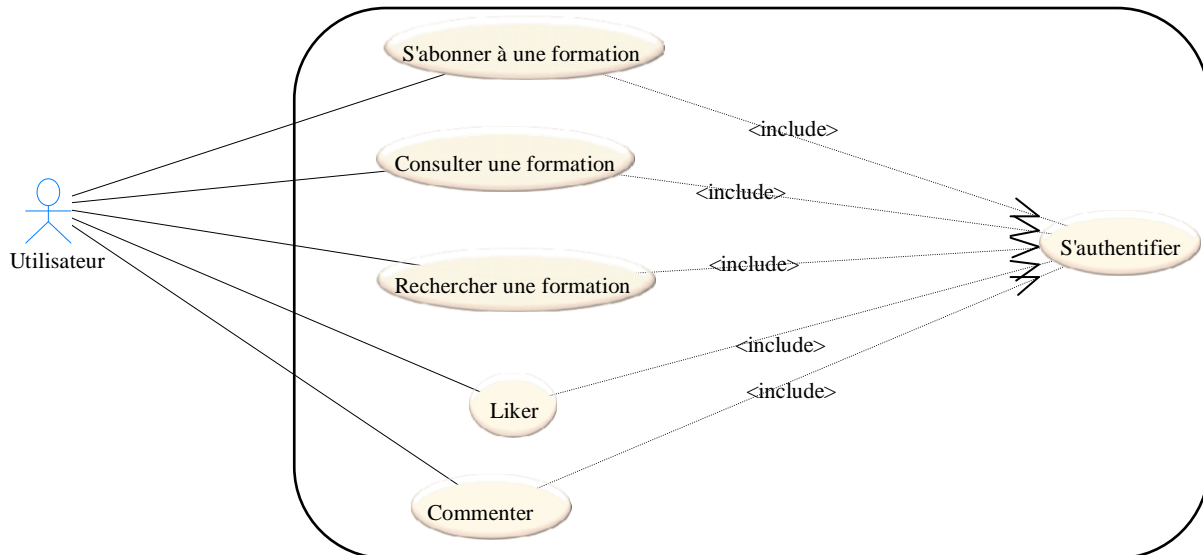 S'abonner à une formation
<include>
Consulter une formation
<include>
Utilisateur
S'authentifier
Rechercher une formation
<include>
<include>
Liker
<include>
Commenter